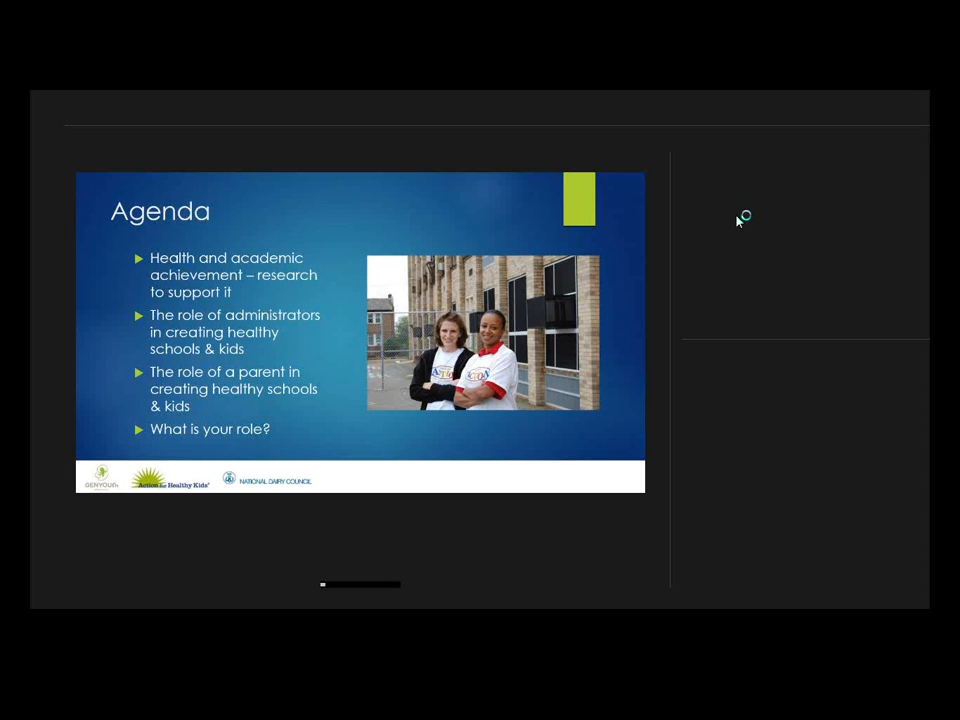 Agenda
Health and academic
achievement – research
to support it
The role of administrators
in creating healthy
schools & kids
The role of a parent in
creating healthy schools
& kids
What is your role?
ACTION
GENYOUth
Action for Healthy Kids
NATIONAL DAIRY COUNCIL